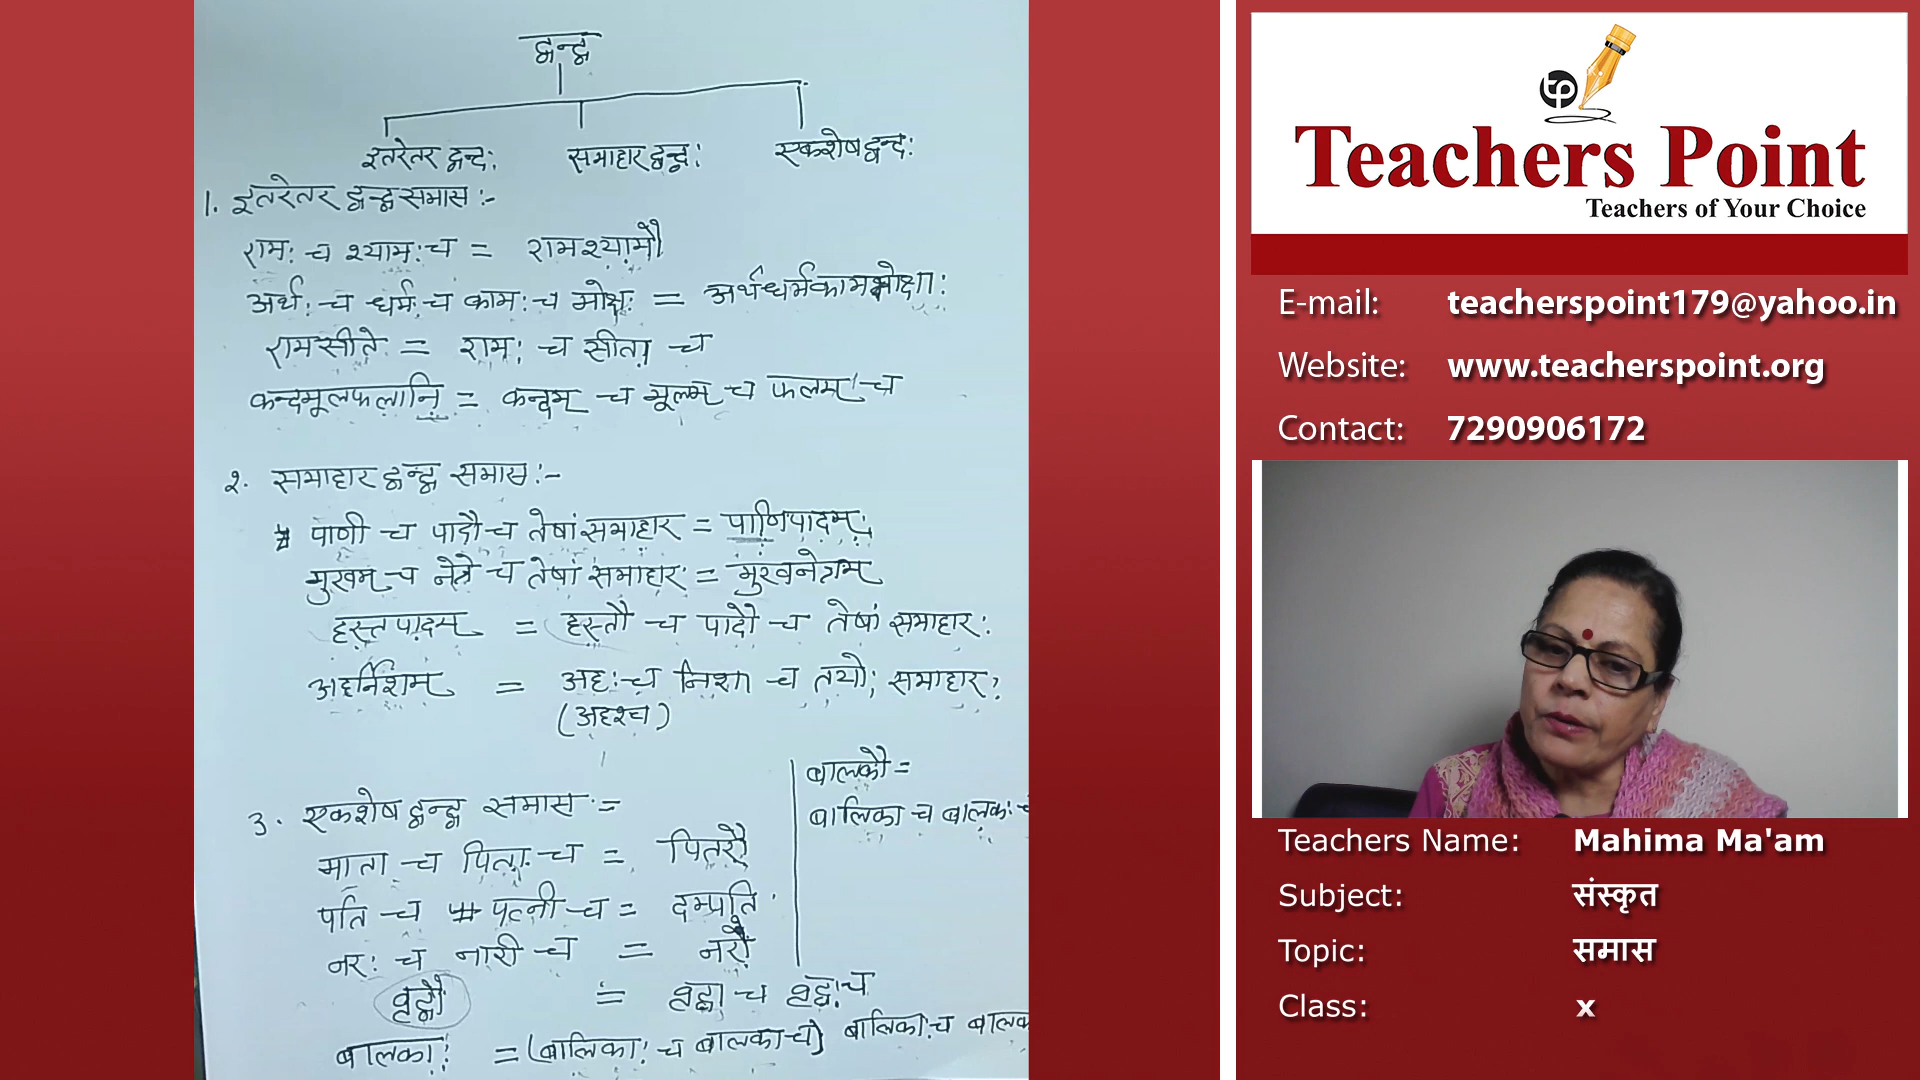 द्वन्द्व
इतरेतर द्वन्द्व: समाहार द्वन्द्व: एकशेष द्वन्द्व:
1. इतरेतर द्वन्द्व समास :-
राम: च श्याम: च = रामश्यामौ
अर्थ: च धर्म: च काम: च मोक्ष: = अर्थधर्मकाममोक्षा:
रामसीते = राम: च सीता च
कन्दमूलफलानि = कन्दम् च मूलम् च फलम् च
२. समाहार द्वन्द्व समास :-
पाणी च पादौ च तेषां समाहार = पाणिपादम्
मुखम् च नेत्रे च तेषां समाहार: = मुखनेत्रम्
हस्तपादम् = हस्तौ च पादौ च तेषां समाहार:
अहर्निशम् = अह: च निशा च तयो: समाहार:
(अहश्च)
3. एकशेष द्वन्द्व समास :=
माता च पिता च = पितरौ
पति च पत्नी च = दम्पति
नर: च नारी च = नरौ
वृद्धौ = वृद्धा च वृद्ध: च
बालका: = (बालिका: च बालका च) बालिका: च
बालकौ =
बालिका च बालक: च
tp
Teachers Point
Teachers of Your Choice
E-mail: teacherspoint179@yahoo.in
Website: www.teacherspoint.org
Contact: 7290906172
Teachers Name: Mahima Ma'am
Subject: संस्कृत
Topic: समास
Class: x